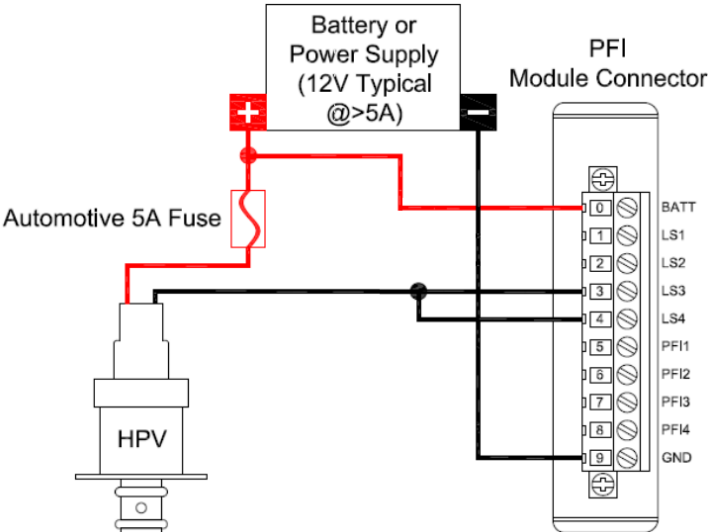 Battery or
Power Supply
(12V Typical
@>5A)
+
-
PFI
Module Connector
Automotive 5A Fuse
0 BATT
1 LS1
2 LS2
3 LS3
4 LS4
5 PFI1
6 PFI2
7 PFI3
8 PFI4
9 GND
HPV